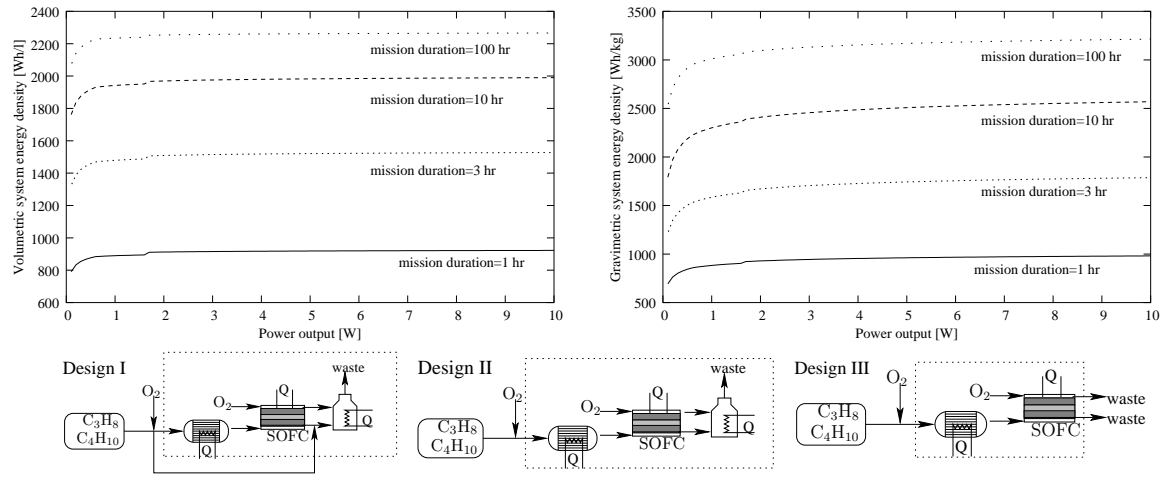 2400
2200
2000
1800
1600
1400
1200
1000
800
600
Volumetric system energy density [Wh/l]
mission duration=100 hr
mission duration=10 hr
mission duration=3 hr
mission duration=1 hr
0 1 2 3 4 5 6 7 8 9 10
Power output [W]
3500
3000
2500
2000
1500
1000
500
Gravimetric system energy density [Wh/kg]
mission duration=100 hr
mission duration=10 hr
mission duration=3 hr
mission duration=1 hr
0 1 2 3 4 5 6 7 8 9 10
Power output [W]
Design I
waste
O₂
Q
O₂
C₃H₈
C₄H₁₀
SOFC
Q
Q
Design II
waste
O₂
Q
O₂
C₃H₈
C₄H₁₀
SOFC
Q
Q
Design III
O₂
Q
O₂
waste
C₃H₈
C₄H₁₀
waste
SOFC
Q